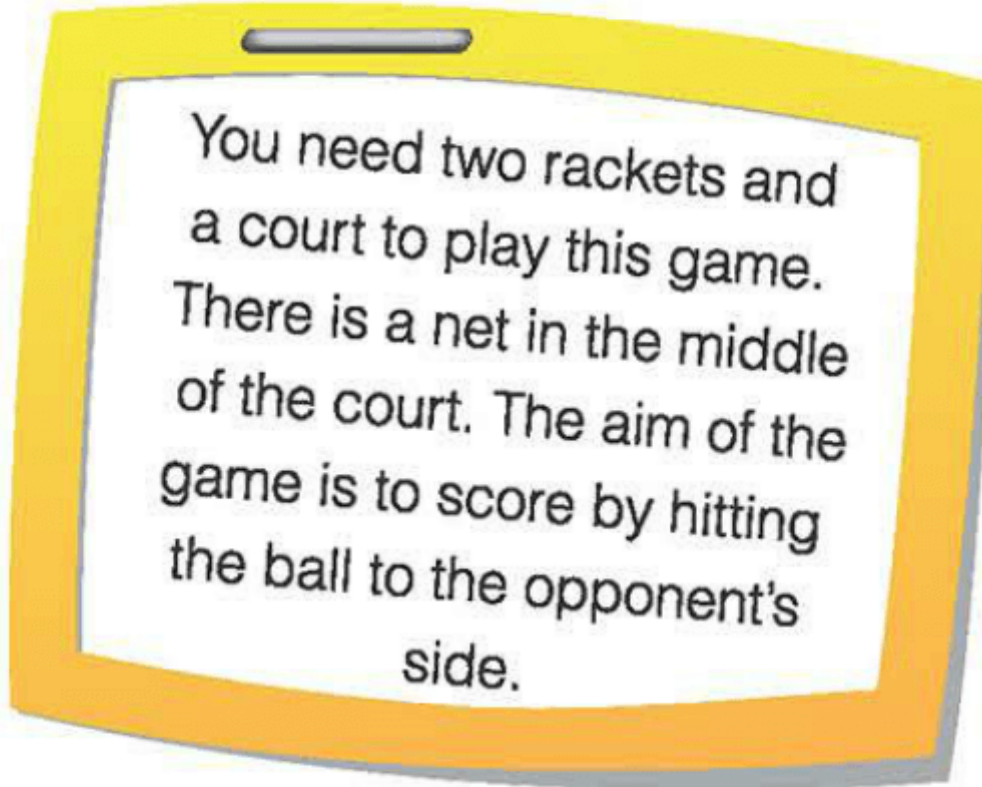 You need two rackets and
a court to play this game.
There is a net in the middle
of the court. The aim of the
game is to score by hitting
the ball to the opponent's
side.